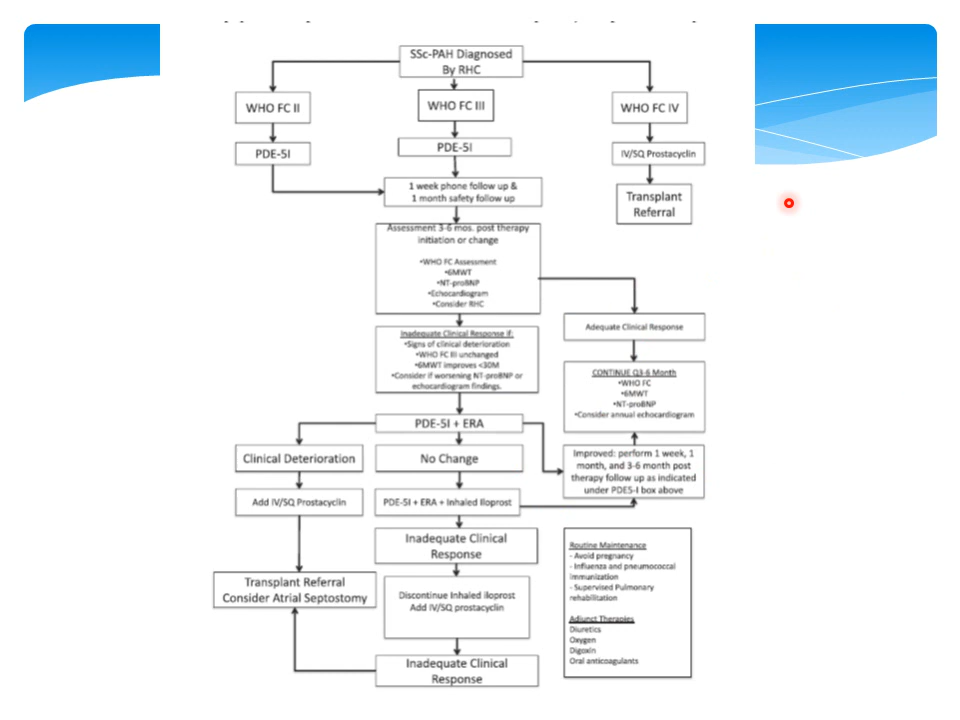 SSc-PAH Diagnosed
By RHC
WHO FC II
WHO FC III
WHO FC IV
PDE-5I
PDE-5I
IV/SQ Prostacyclin
1 week phone follow up &
1 month safety follow up
Transplant
Referral
Assessment 3-6 mos. post therapy
initiation or change
•WHO FC Assessment
•6MWT
•NT-proBNP
•Echocardiogram
•Consider RHC
Adequate Clinical Response
Inadequate Clinical Response if:
•Signs of clinical deterioration
•WHO FC III unchanged
•6MWT improves <30M
•Consider if worsening NT-proBNP or
echocardiogram findings.
CONTINUE Q3-6 Month
•WHO FC
•6MWT
•NT-proBNP
•Consider annual echocardiogram
PDE-5I + ERA
Clinical Deterioration
No Change
Improved: perform 1 week, 1
month, and 3-6 month post
therapy follow up as indicated
under PDE5-I box above
Add IV/SQ Prostacyclin
PDE-5I + ERA + Inhaled Iloprost
Inadequate Clinical
Response
Transplant Referral
Consider Atrial Septostomy
Discontinue Inhaled iloprost
Add IV/SQ prostacyclin
Inadequate Clinical
Response
Routine Maintenance
- Avoid pregnancy
- Influenza and pneumococcal
immunization
- Supervised Pulmonary
rehabilitation
Adjunct Therapies
Diuretics
Oxygen
Digoxin
Oral anticoagulants